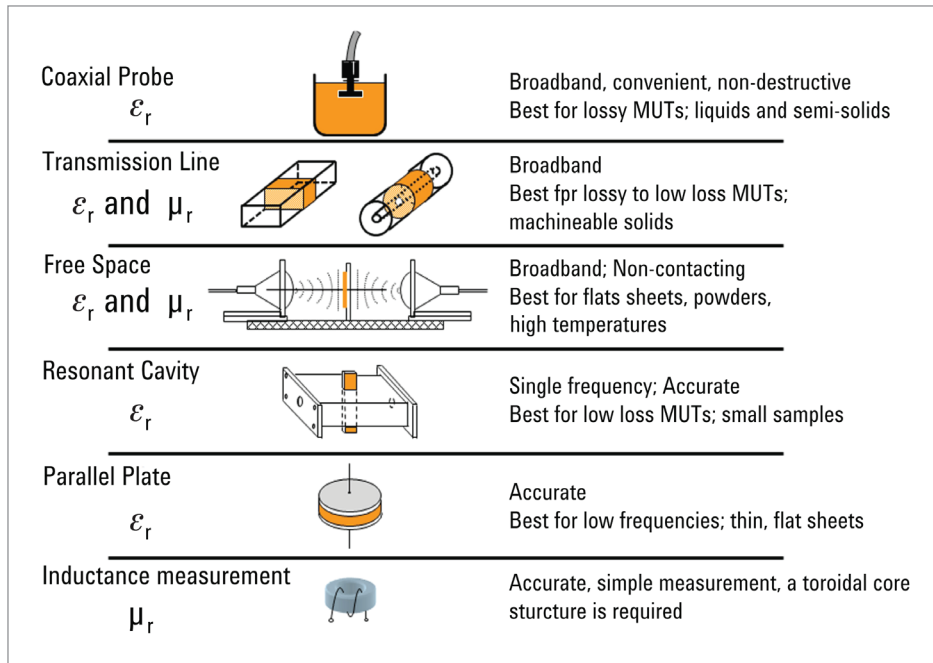 Coaxial Probe
εr
Broadband, convenient, non-destructive
Best for lossy MUTs; liquids and semi-solids
Transmission Line
εr and μr
Broadband
Best fpr lossy to low loss MUTs;
machineable solids
Free Space
εr and μr
Broadband; Non-contacting
Best for flats sheets, powders,
high temperatures
Resonant Cavity
εr
Single frequency; Accurate
Best for low loss MUTs; small samples
Parallel Plate
εr
Accurate
Best for low frequencies; thin, flat sheets
Inductance measurement
μr
Accurate, simple measurement, a toroidal core
sturcture is required